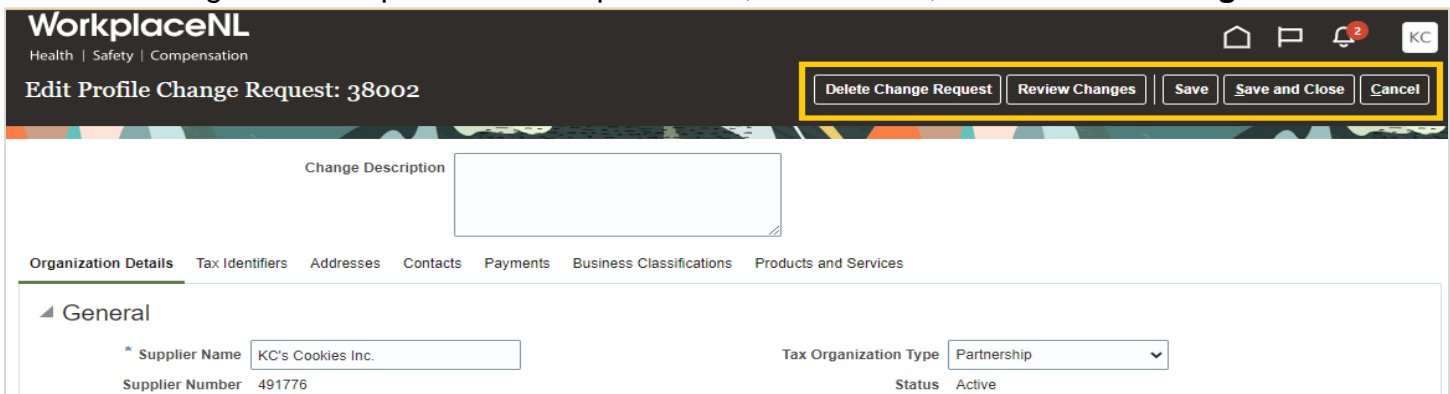 WorkplaceNL
Health | Safety | Compensation
2
KC
Edit Profile Change Request: 38002
Delete Change Request Review Changes Save Save and Close Cancel
Change Description
Organization Details Tax Identifiers Addresses Contacts Payments Business Classifications Products and Services
General
* Supplier Name KC's Cookies Inc. Tax Organization Type Partnership
Supplier Number 491776 Status Active